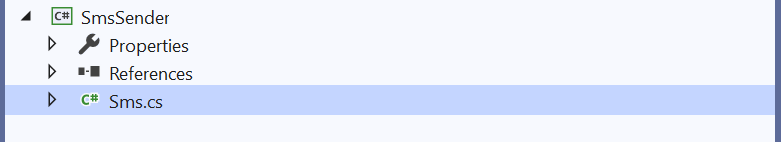 C# SmsSender
Properties
References
C# Sms.cs